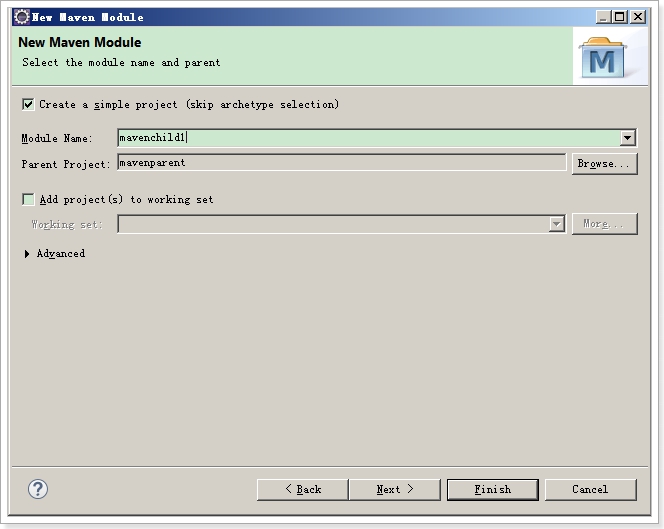 New Maven Module
New Maven Module
Select the module name and parent
M
Create a simple project (skip archetype selection)
Module Name: mavenchild1
Parent Project: mavenparent Browse...
Add project(s) to working set
Working set: More...
Advanced
?
< Back Next > Finish Cancel